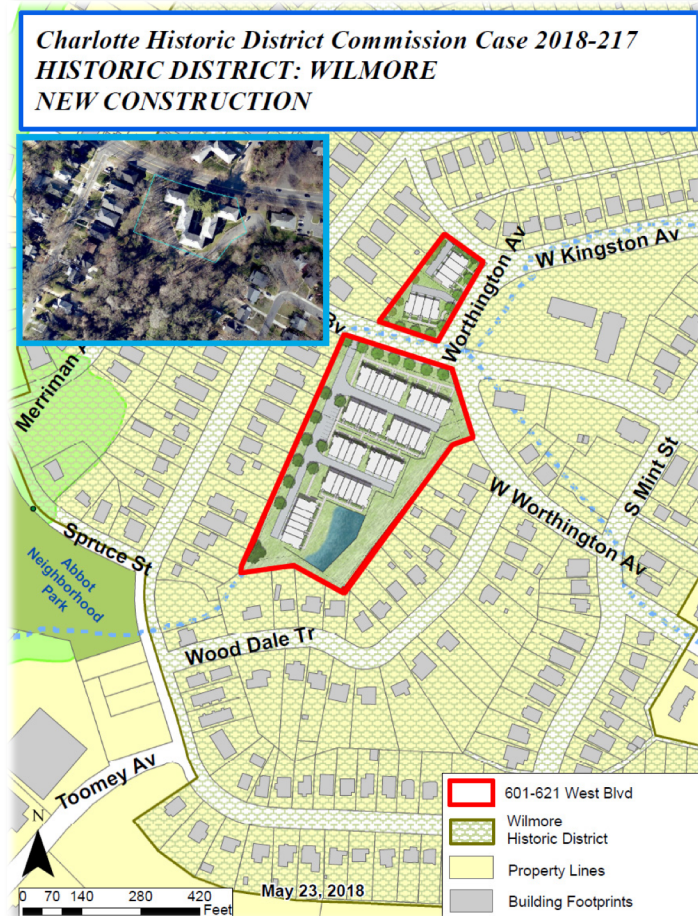 Charlotte Historic District Commission Case 2018-217
HISTORIC DISTRICT: WILMORE
NEW CONSTRUCTION
W Kingston Av
Worthington Av
Bv
Merriman
S Mint St
W Worthington Av
Spruce St
Abbot
Neighborhood
Park
Wood Dale Tr
Toomey Av
N
0 70 140 280 420
Feet
May 23, 2018
601-621 West Blvd
Wilmore
Historic District
Property Lines
Building Footprints